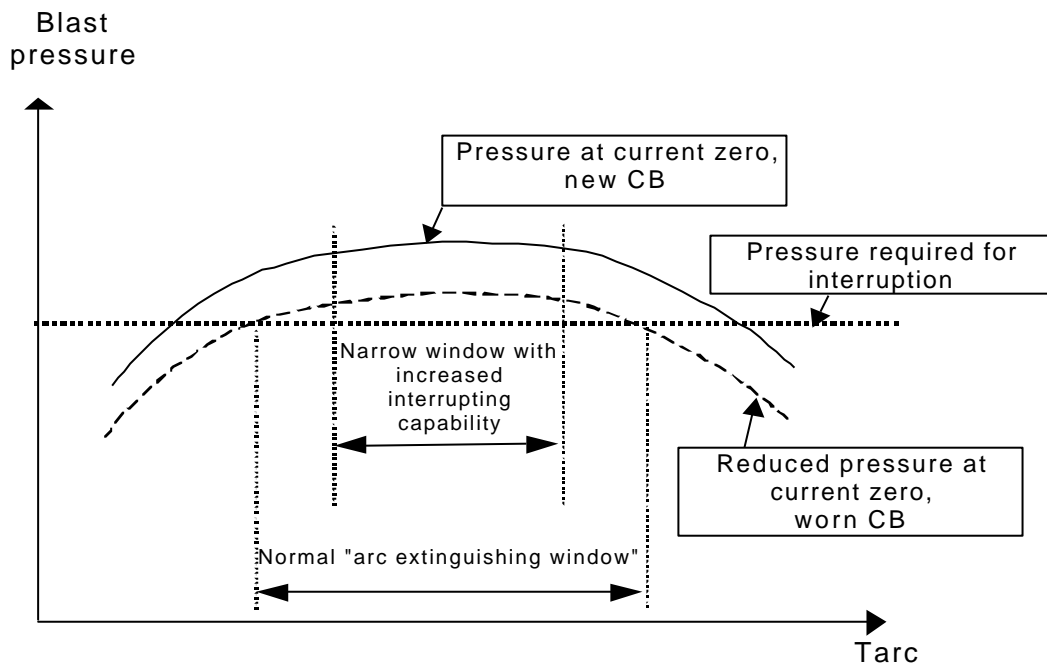 Blast
pressure
Pressure at current zero,
new CB
Pressure required for
interruption
Narrow window with
increased
interrupting
capability
Reduced pressure at
current zero,
worn CB
Normal "arc extinguishing window"
Tarc